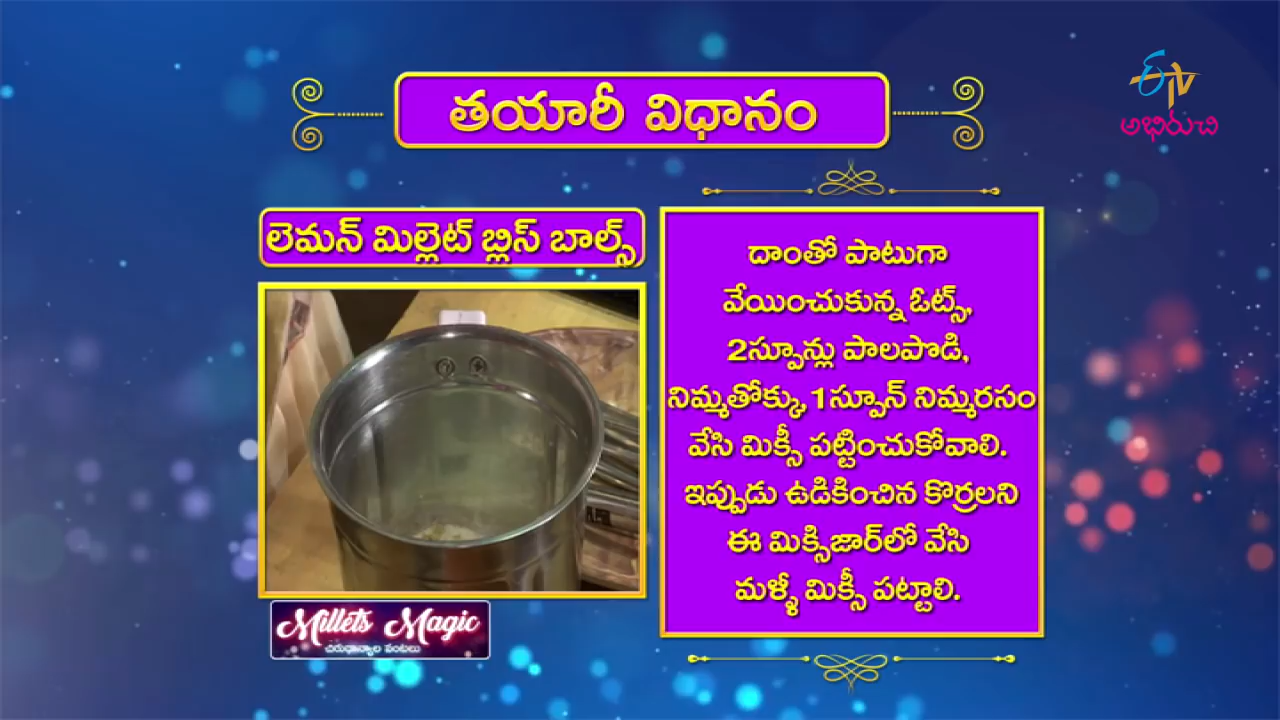 తయారీ విధానం
ETV
అభిరుచి
లెమన్ మిల్లెట్ బ్లిస్ బాల్స్
దాంతో పాటుగా
వేయించుకున్న ఓట్స్,
2స్పూన్లు పాలపొడి,
నిమ్మతోక్కు, 1స్పూన్ నిమ్మరసం
వేసి మిక్సీ పట్టించుకోవాలి.
ఇప్పుడు ఉడికించిన కొర్రలని
ఈ మిక్సిజార్‌లో వేసి
మళ్ళీ మిక్సీ పట్టాలి.
Millets Magic
చిరుధాన్యాల వంటలు